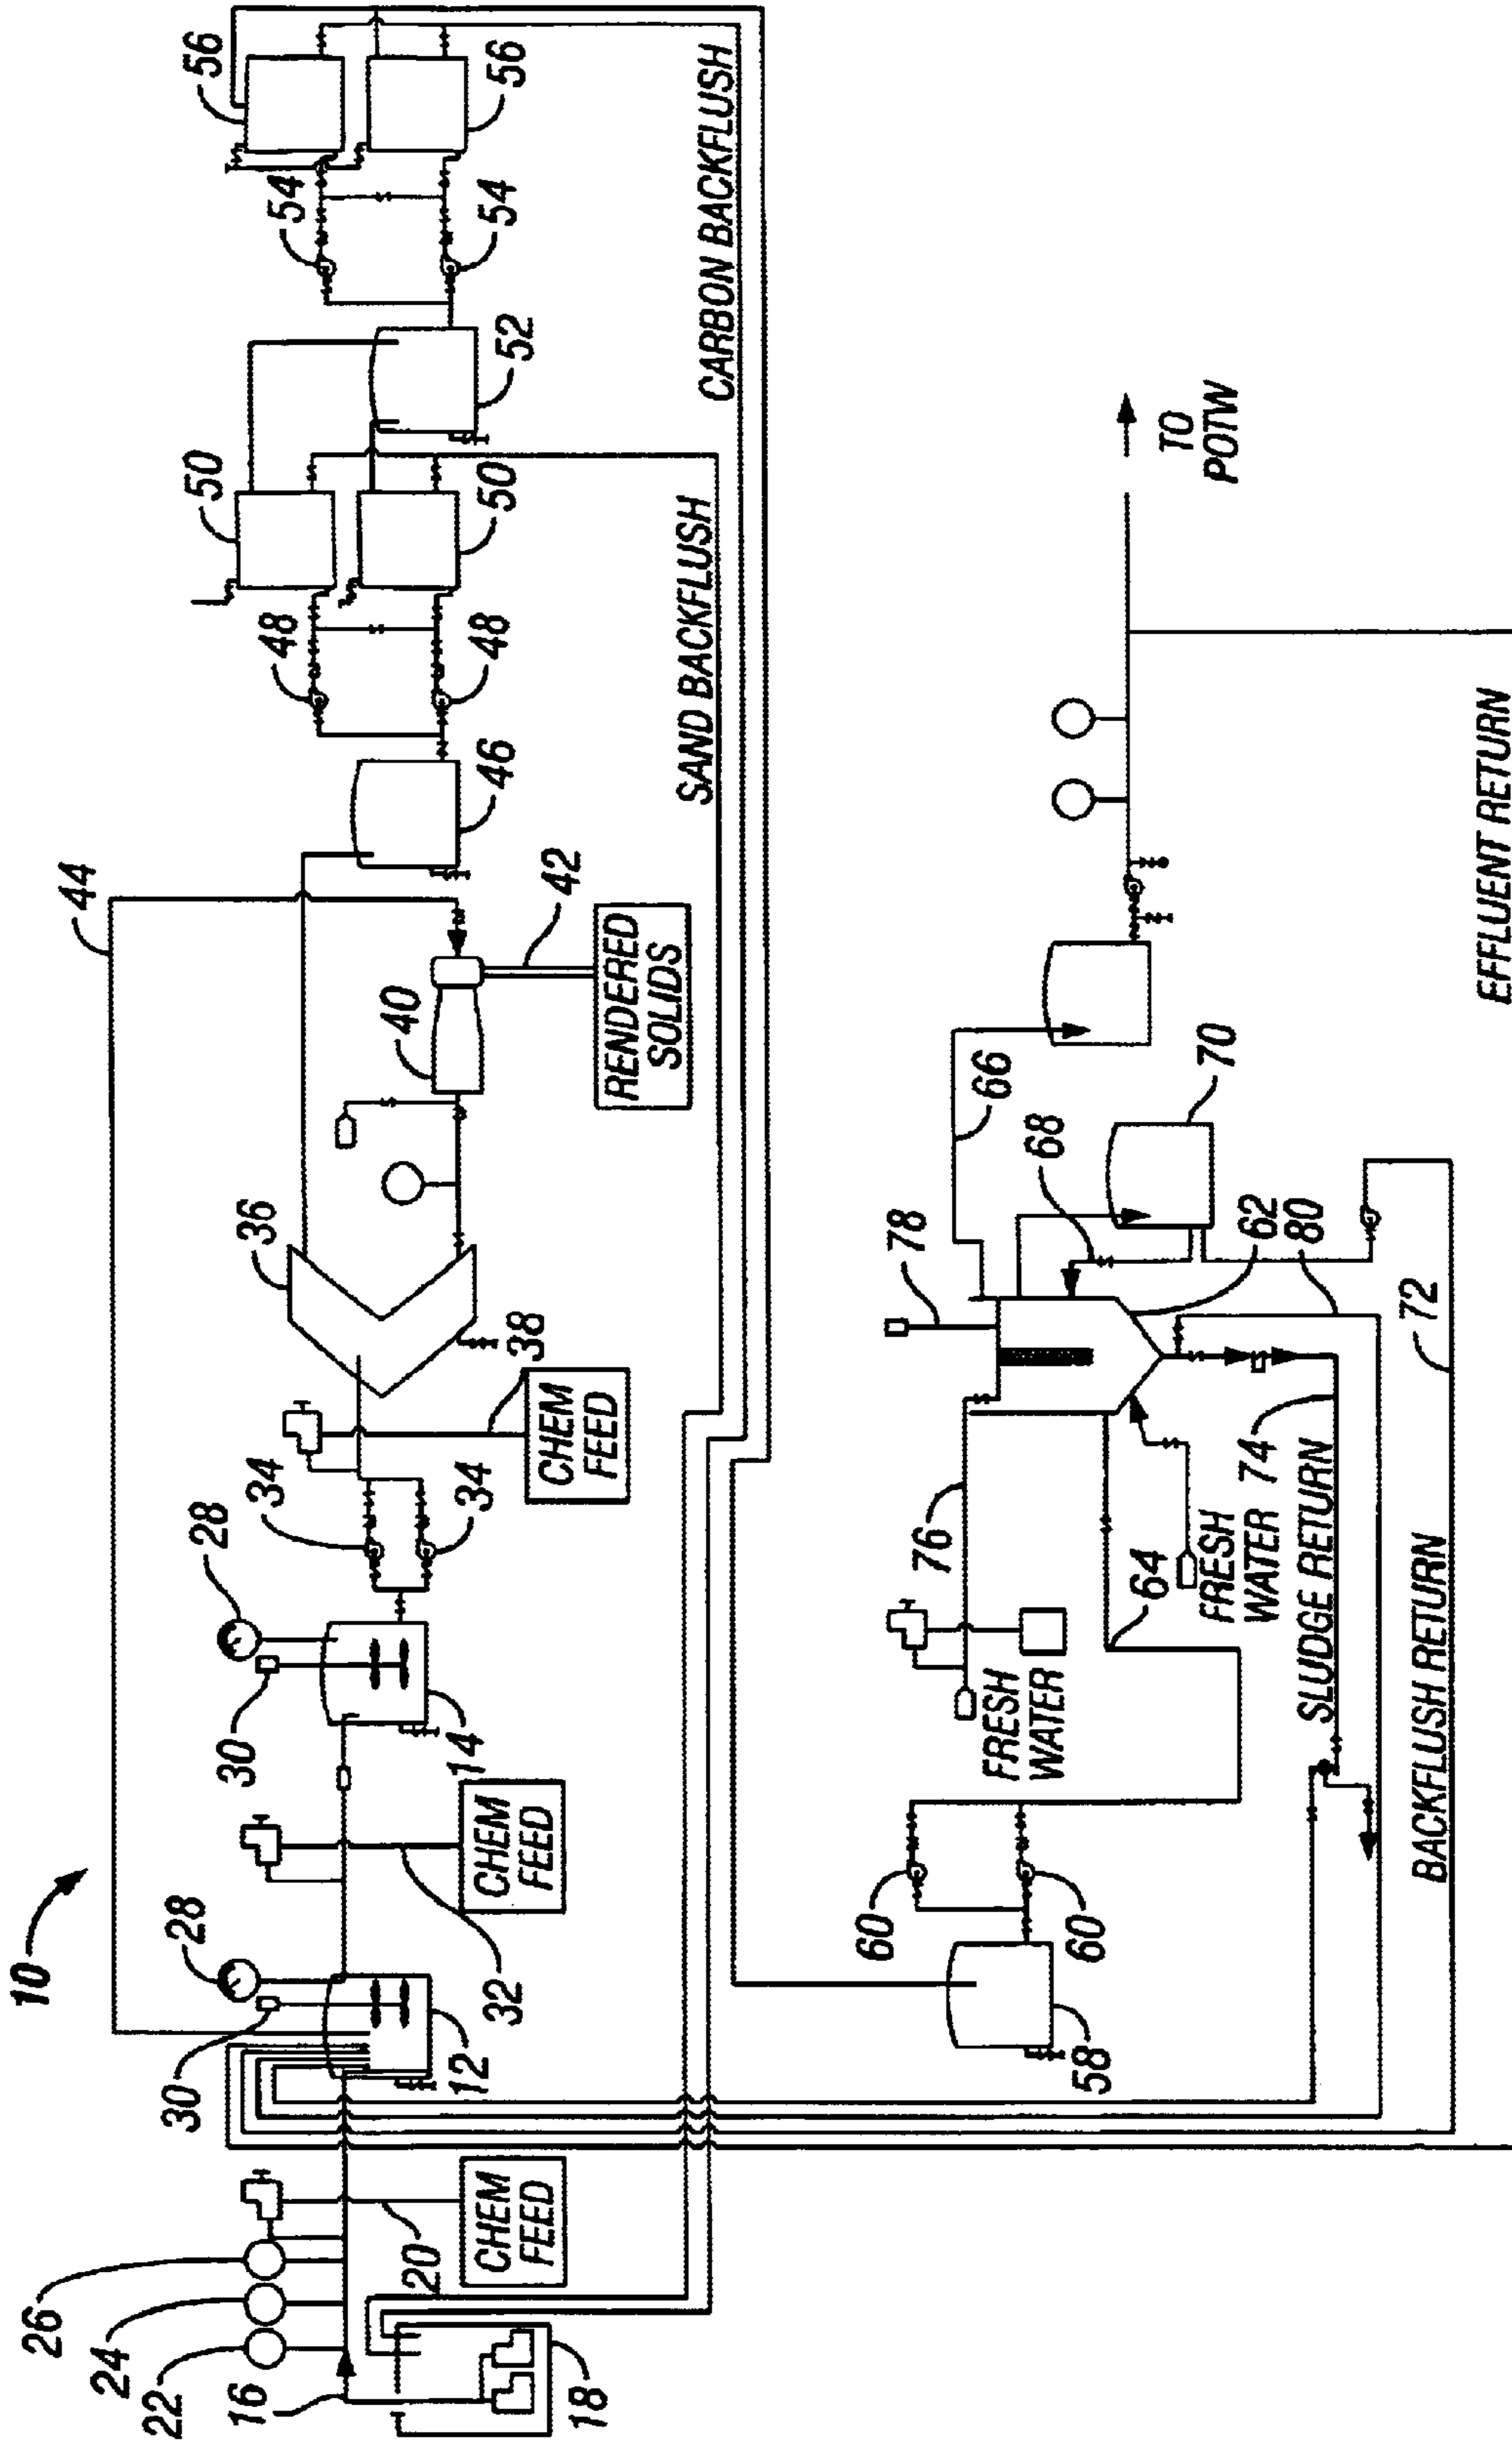 10
44
22
24
26
28
28
36
16
30
30
34
48
50
56
54
20
12
32
14
34
38
40
42
46
48
50
52
54
56
18
CHEM
FEED
CHEM
FEED
CHEM
FEED
RENDERED
SOLIDS
SAND BACKFLUSH
CARBON BACKFLUSH
60
76
78
66
58
60
FRESH
WATER
64
68
70
62
80
TO
POTW
FRESH
WATER
74
SLUDGE RETURN
BACKFLUSH RETURN
72
EFFLUENT RETURN